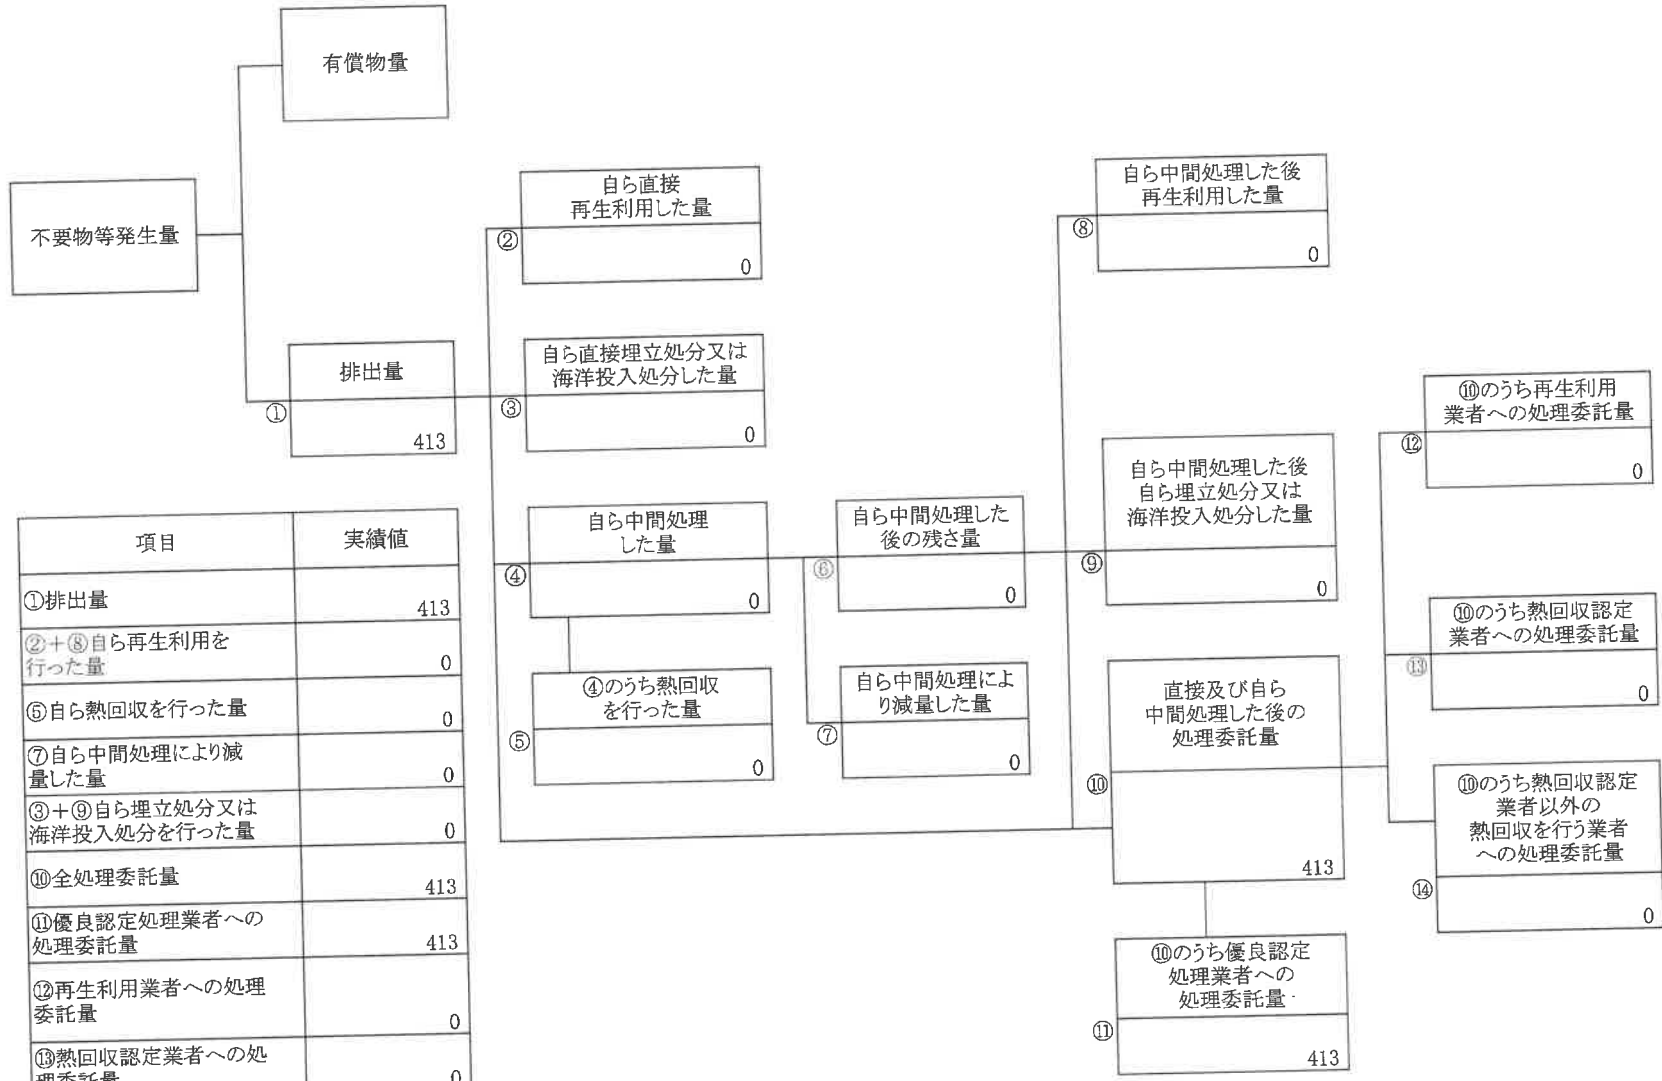 有償物量
不要物等発生量
排出量
①
413
自ら直接
再生利用した量
②
0
自ら直接埋立処分又は
海洋投入処分した量
③
0
自ら中間処理
した量
④
0
④のうち熱回収
を行った量
⑤
0
自ら中間処理した
後の残さ量
⑥
0
自ら中間処理によ
り減量した量
⑦
0
自ら中間処理した後
再生利用した量
⑧
0
自ら中間処理した後
自ら埋立処分又は
海洋投入処分した量
⑨
0
直接及び自ら
中間処理した後の
処理委託量
⑩
413
⑩のうち優良認定
処理業者への
処理委託量
⑪
413
⑩のうち再生利用
業者への処理委託量
⑫
0
⑩のうち熱回収認定
業者への処理委託量
⑬
0
⑩のうち熱回収認定
業者以外の
熱回収を行う業者
への処理委託量
⑭
0
項目 実績値
①排出量 413
②+⑧自ら再生利用を
行った量 0
⑤自ら熱回収を行った量 0
⑦自ら中間処理により減
量した量 0
③+⑨自ら埋立処分又は
海洋投入処分を行った量 0
⑩全処理委託量 413
⑪優良認定処理業者への
処理委託量 413
⑫再生利用業者への処理
委託量 0
⑬熱回収認定業者への処
理委託量 0